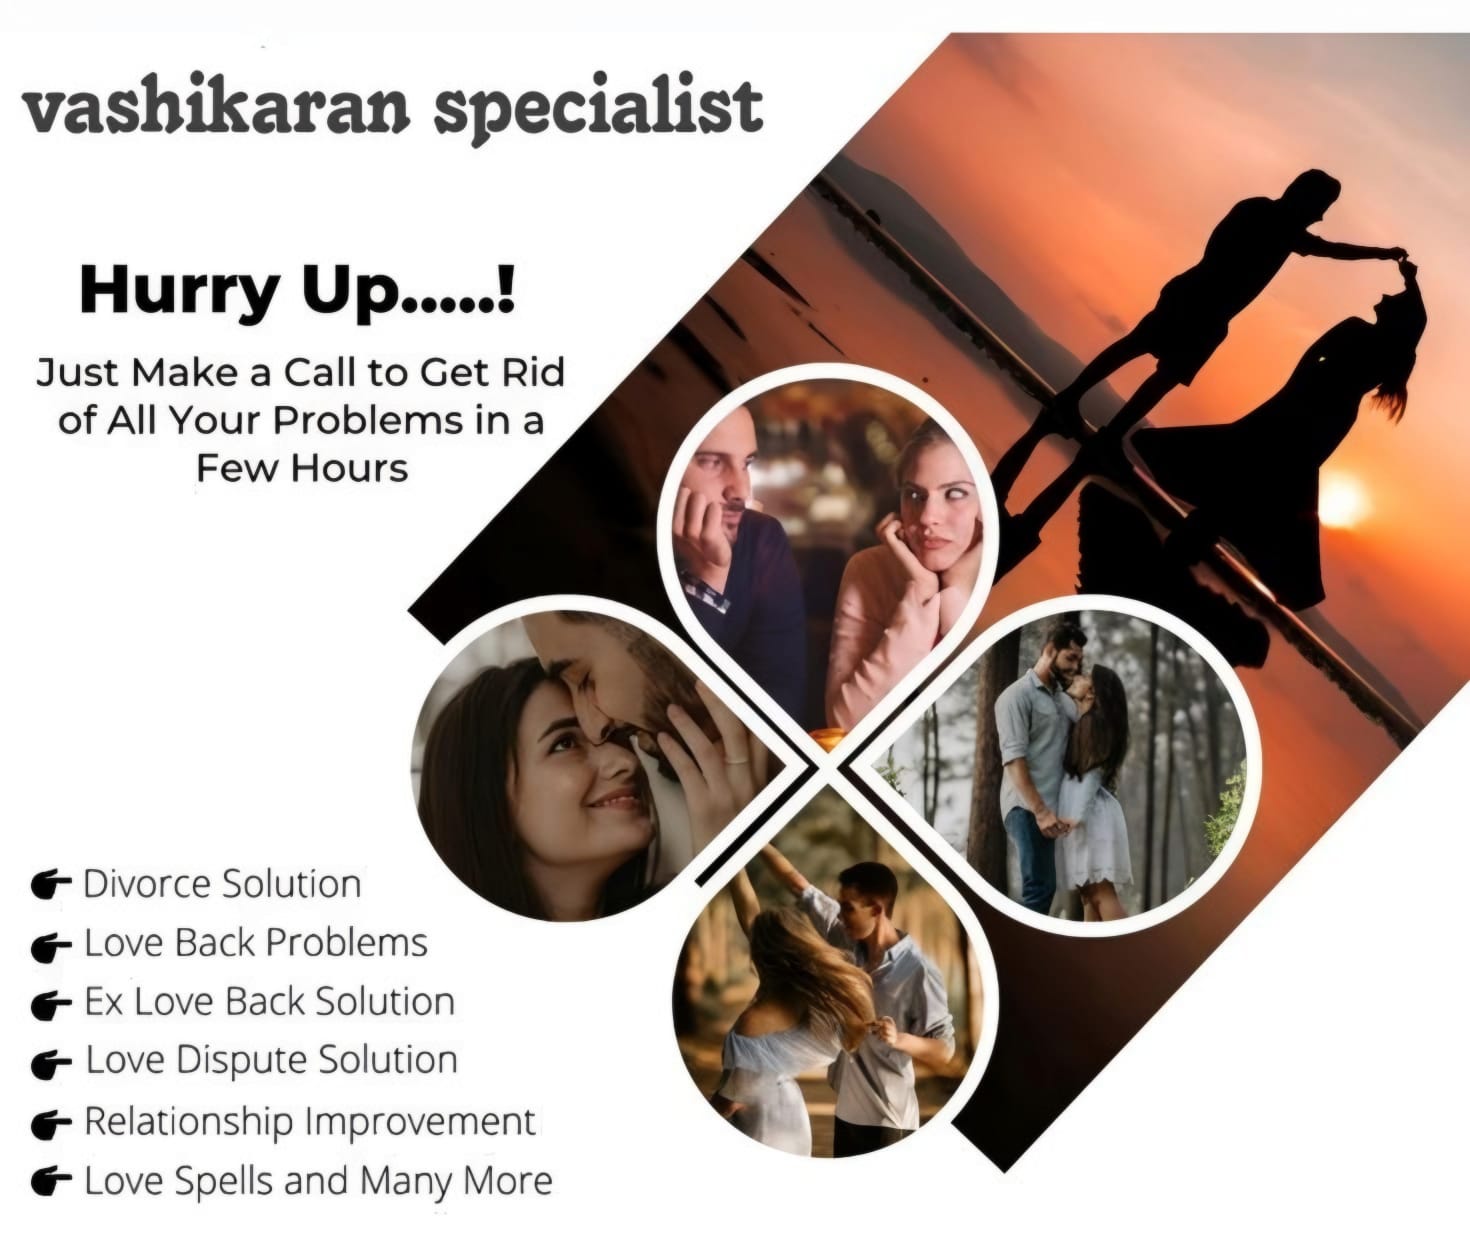 vashikaran specialist
Hurry Up.....!
Just Make a Call to Get Rid
of All Your Problems in a
Few Hours
Divorce Solution
Love Back Problems
Ex Love Back Solution
Love Dispute Solution
Relationship Improvement
Love Spells and Many More